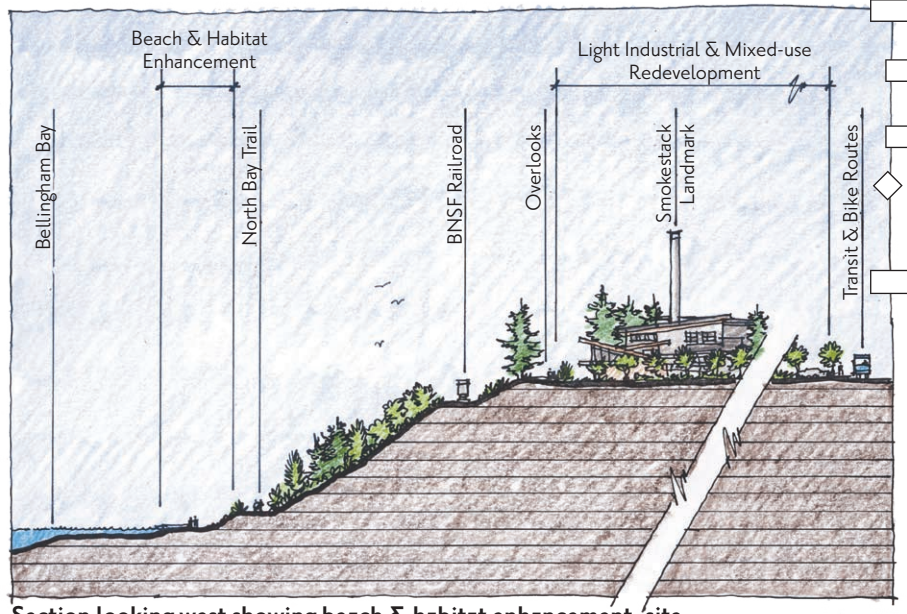 Beach & Habitat
Enhancement
Light Industrial & Mixed-use
Redevelopment
Bellingham Bay
North Bay Trail
BNSF Railroad
Overlooks
Smokestack
Landmark
Transit & Bike Routes
Section looking west showing beach & habitat enhancement, site